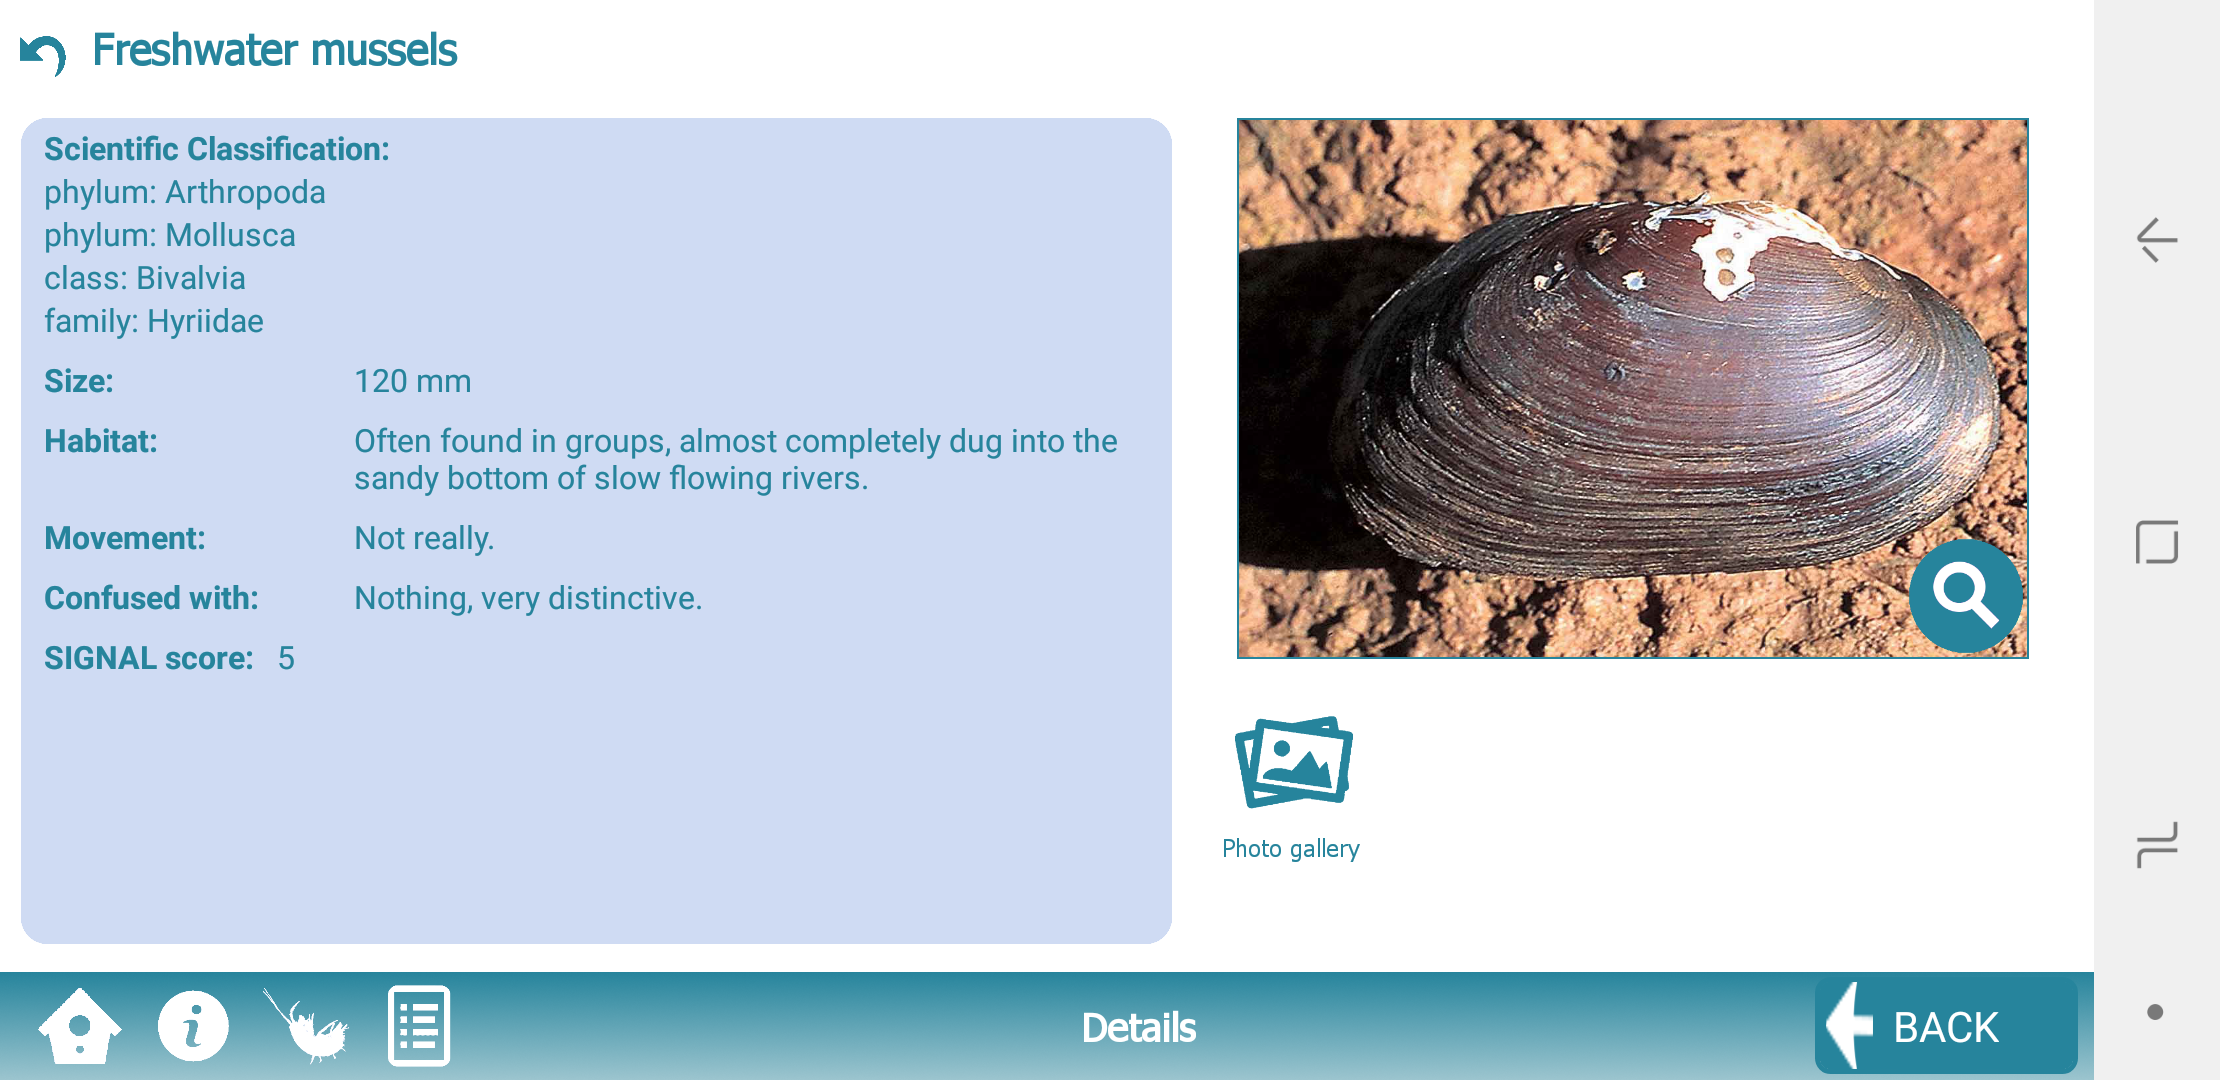 Freshwater mussels
Scientific Classification:
phylum: Arthropoda
phylum: Mollusca
class: Bivalvia
family: Hyriidae
Size: 120 mm
Habitat: Often found in groups, almost completely dug into the
sandy bottom of slow flowing rivers.
Movement: Not really.
Confused with: Nothing, very distinctive.
SIGNAL score: 5
Photo gallery
Details
BACK